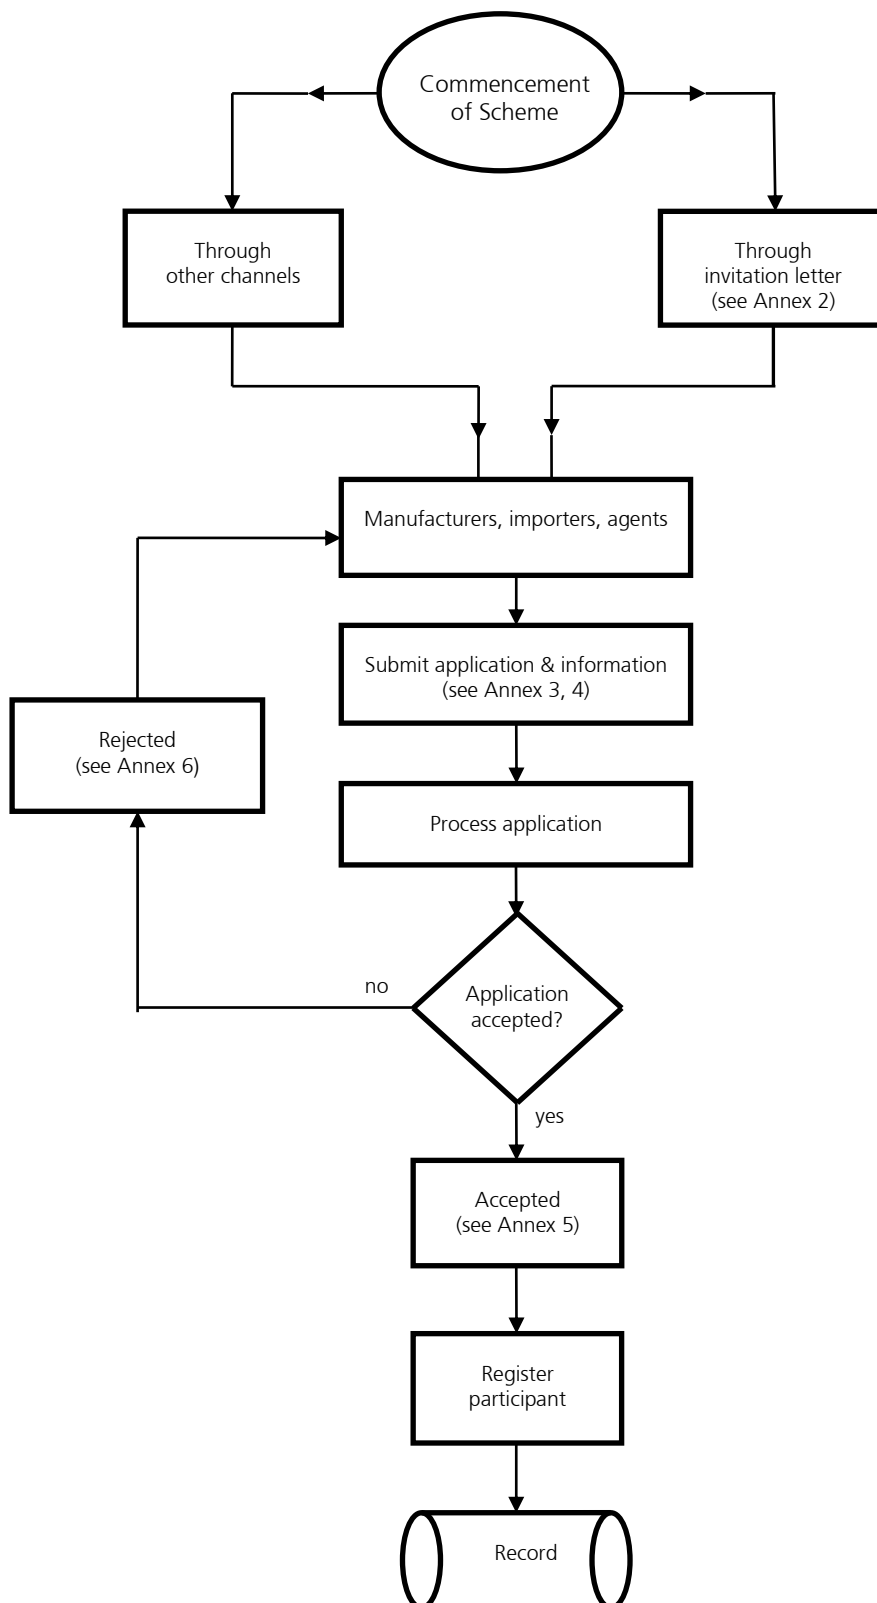 Commencement
of Scheme
Through
other channels
Through
invitation letter
(see Annex 2)
Manufacturers, importers, agents
Submit application & information
(see Annex 3, 4)
Rejected
(see Annex 6)
Process application
no
Application
accepted?
yes
Accepted
(see Annex 5)
Register
participant
Record